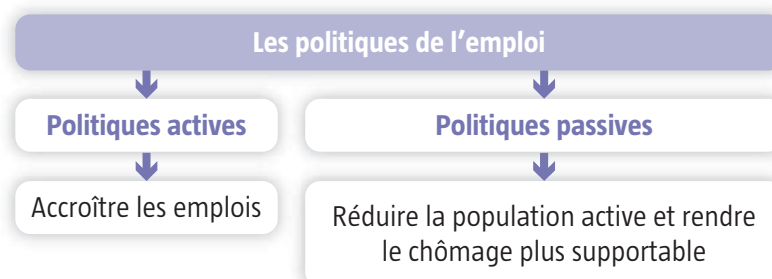 Les politiques de l’emploi
Politiques actives
Politiques passives
Accroître les emplois
Réduire la population active et rendre
le chômage plus supportable